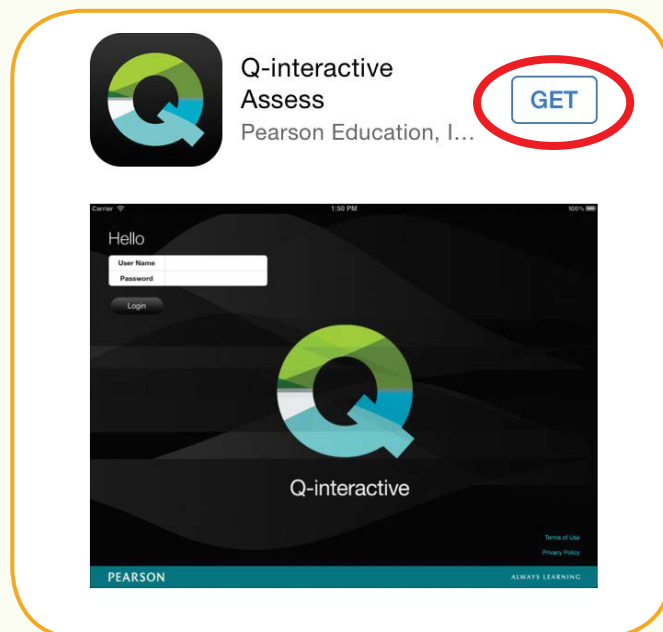 Q-interactive
Assess
GET
Pearson Education, I...
Carrier 1:50 PM 100%
Hello
User Name
Password
Login
Q-interactive
Terms of Use
Privacy Policy
PEARSON ALWAYS LEARNING